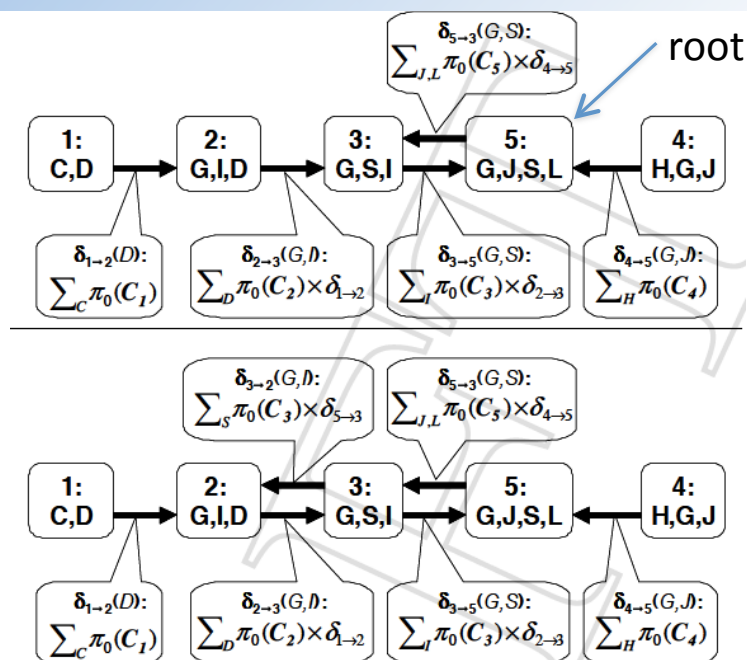 δ5→3(G,S):
∑J,L π0(C5)×δ4→5
root
1:
C,D
2:
G,I,D
3:
G,S,I
5:
G,J,S,L
4:
H,G,J
δ1→2(D):
∑C π0(C1)
δ2→3(G,I):
∑D π0(C2)×δ1→2
δ3→5(G,S):
∑I π0(C3)×δ2→3
δ4→5(G,J):
∑H π0(C4)
δ3→2(G,I):
∑S π0(C3)×δ5→3
δ5→3(G,S):
∑J,L π0(C5)×δ4→5
1:
C,D
2:
G,I,D
3:
G,S,I
5:
G,J,S,L
4:
H,G,J
δ1→2(D):
∑C π0(C1)
δ2→3(G,I):
∑D π0(C2)×δ1→2
δ3→5(G,S):
∑I π0(C3)×δ2→3
δ4→5(G,J):
∑H π0(C4)